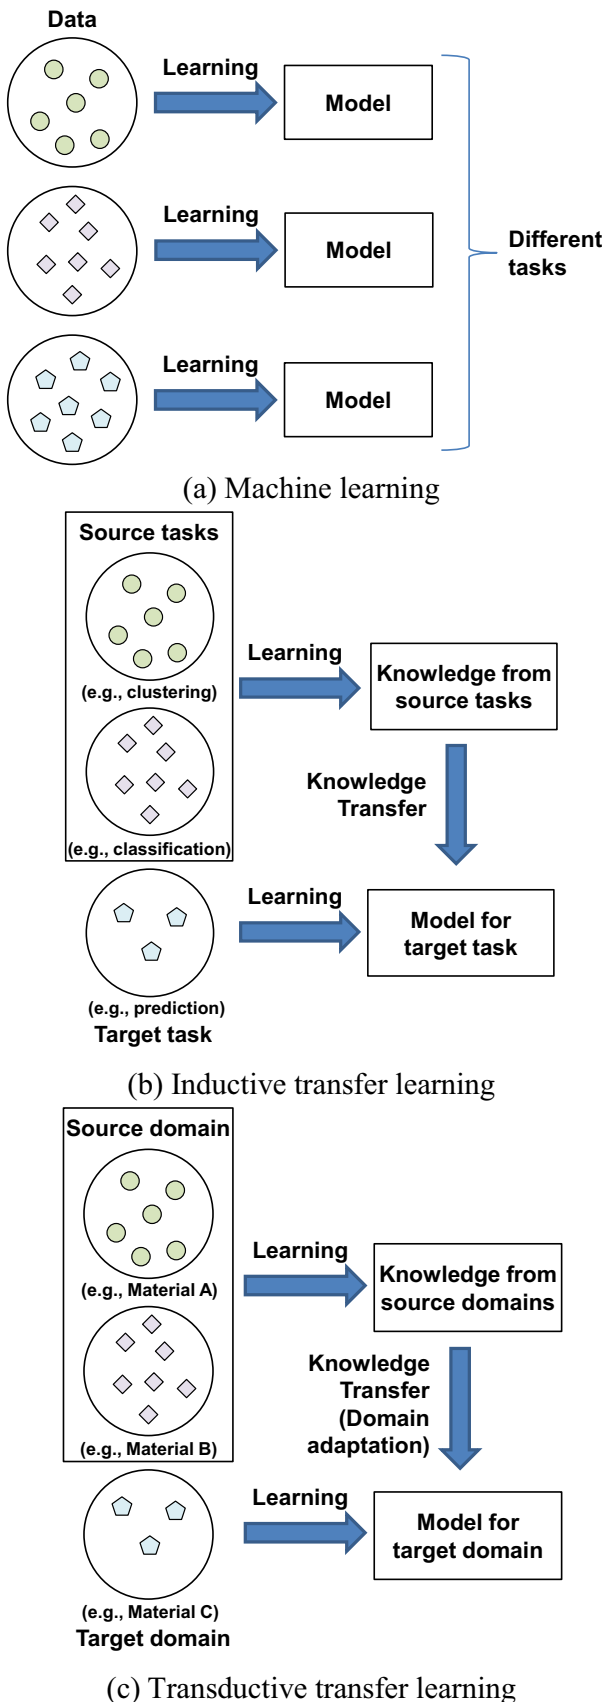 Data
Learning
Model
Learning
Model
Different
tasks
Learning
Model
(a) Machine learning
Source tasks
(e.g., clustering)
Learning
Knowledge from
source tasks
(e.g., classification)
Knowledge
Transfer
Learning
Model for
target task
(e.g., prediction)
Target task
(b) Inductive transfer learning
Source domain
(e.g., Material A)
Learning
Knowledge from
source domains
(e.g., Material B)
Knowledge
Transfer
(Domain
adaptation)
Learning
Model for
target domain
(e.g., Material C)
Target domain
(c) Transductive transfer learning